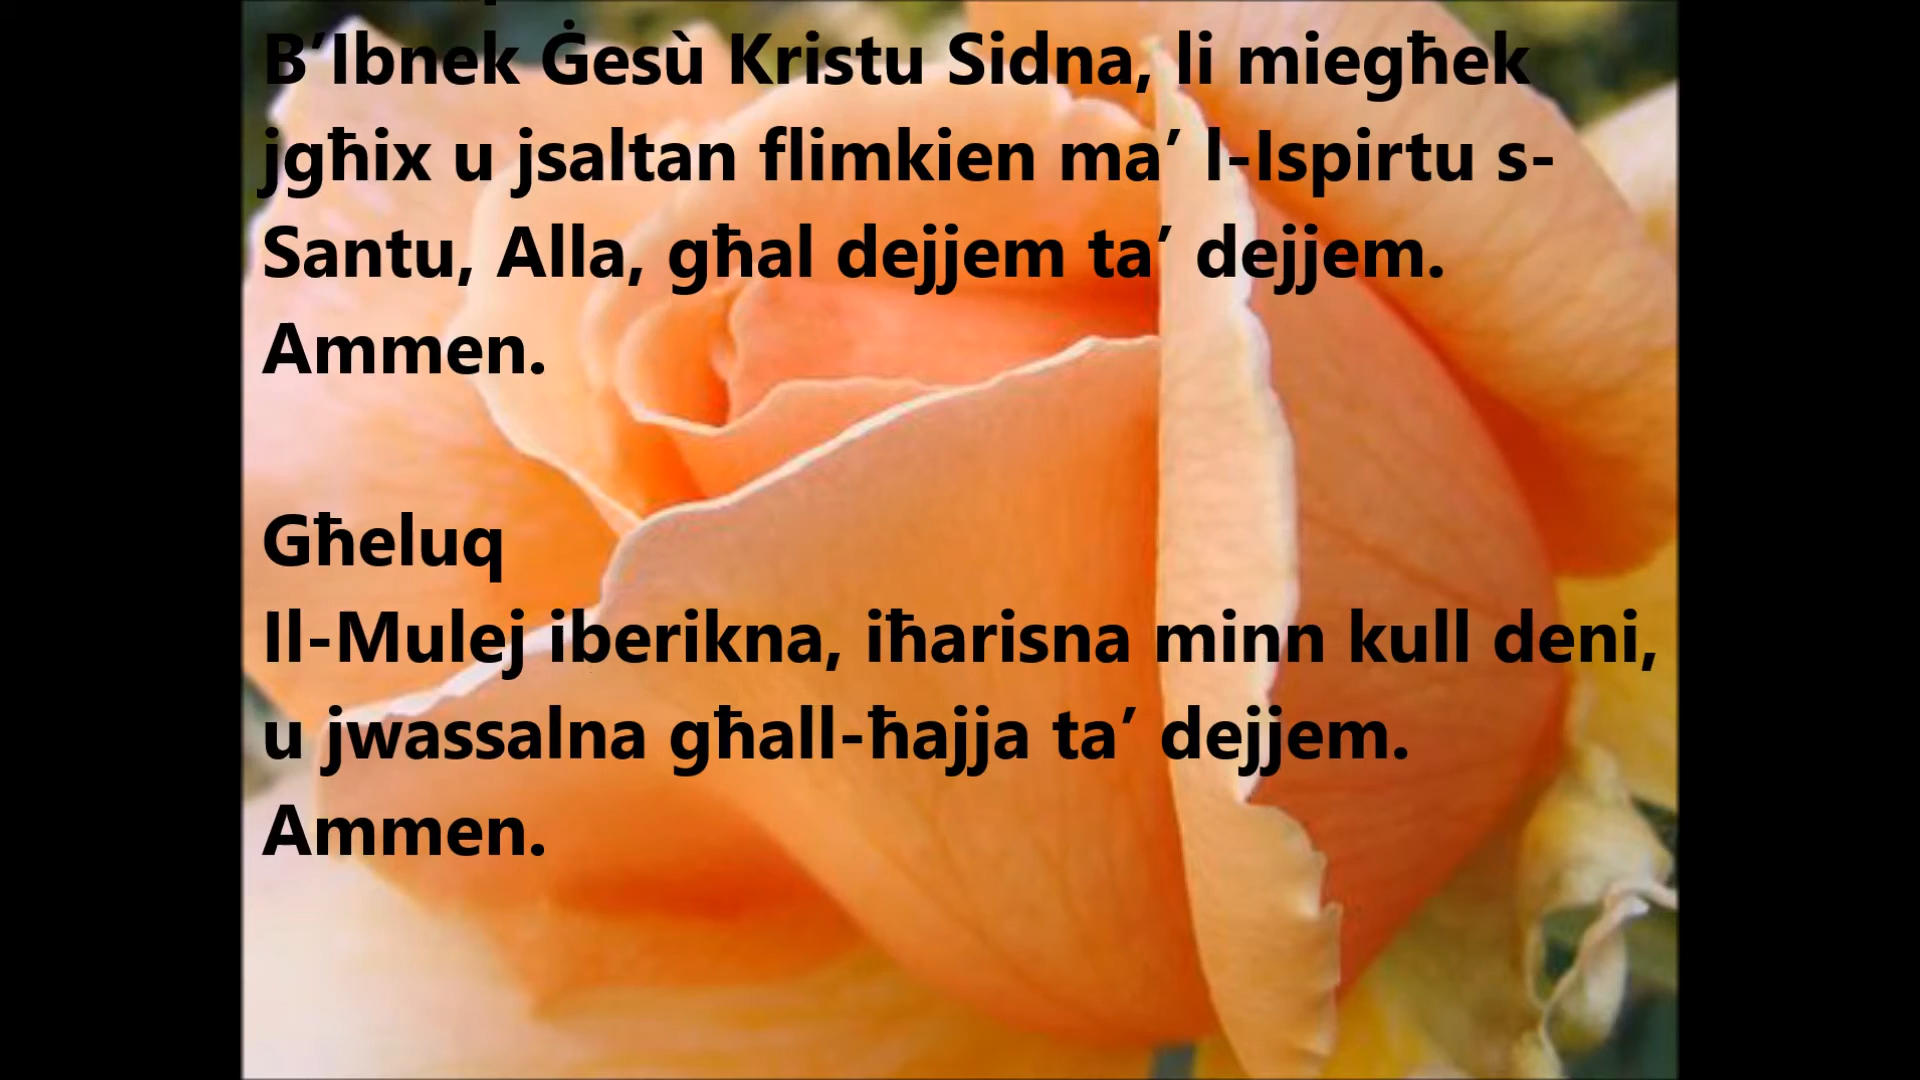 B’Ibnek Ġesù Kristu Sidna, li miegħek
jgħix u jsaltan flimkien ma’ l-Ispirtu s-
Santu, Alla, għal dejjem ta’ dejjem.
Ammen.
Għeluq
Il-Mulej iberikna, iħarisna minn kull deni,
u jwassalna għall-ħajja ta’ dejjem.
Ammen.